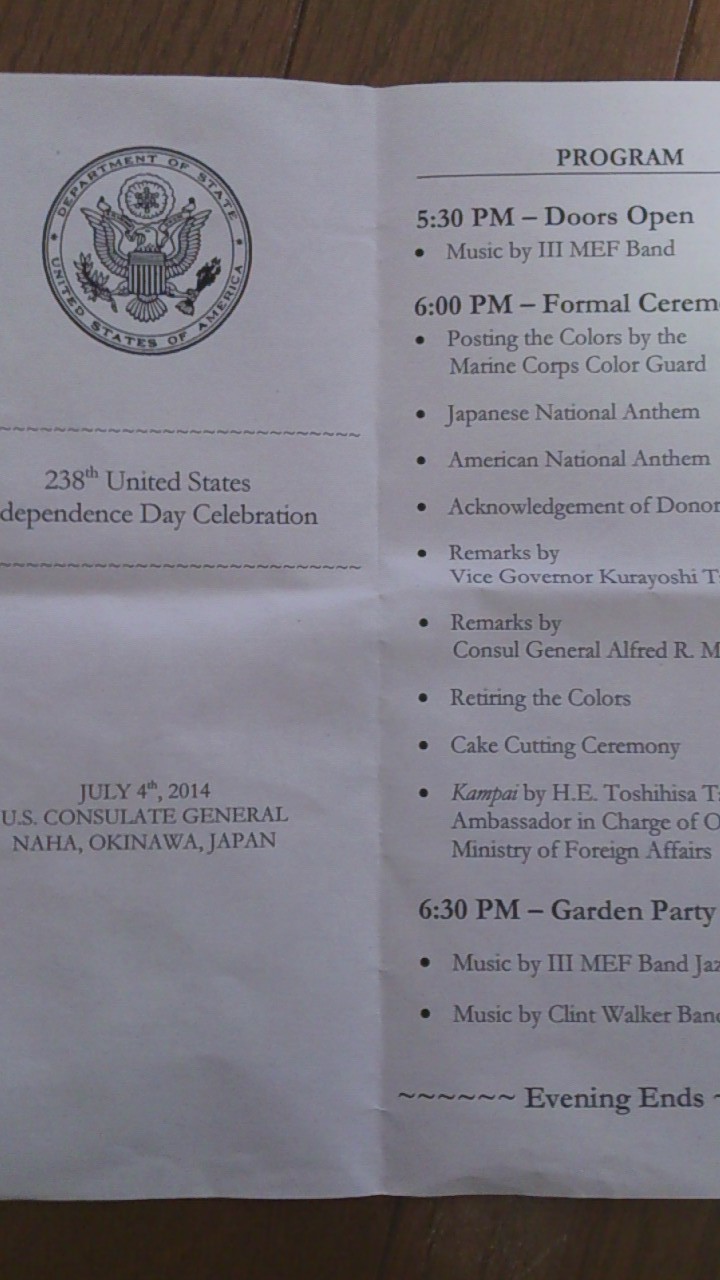 DEPARTMENT OF STATE
UNITED STATES OF AMERICA
238th United States
dependence Day Celebration
JULY 4th, 2014
U.S. CONSULATE GENERAL
NAHA, OKINAWA, JAPAN
PROGRAM
5:30 PM – Doors Open
• Music by III MEF Band
6:00 PM – Formal Cerem
• Posting the Colors by the
Marine Corps Color Guard
• Japanese National Anthem
• American National Anthem
• Acknowledgement of Donor
• Remarks by
Vice Governor Kurayoshi T
• Remarks by
Consul General Alfred R. M
• Retiring the Colors
• Cake Cutting Ceremony
• Kampai by H.E. Toshihisa T
Ambassador in Charge of O
Ministry of Foreign Affairs
6:30 PM – Garden Party
• Music by III MEF Band Jaz
• Music by Clint Walker Ban
~~~~~~ Evening Ends ~